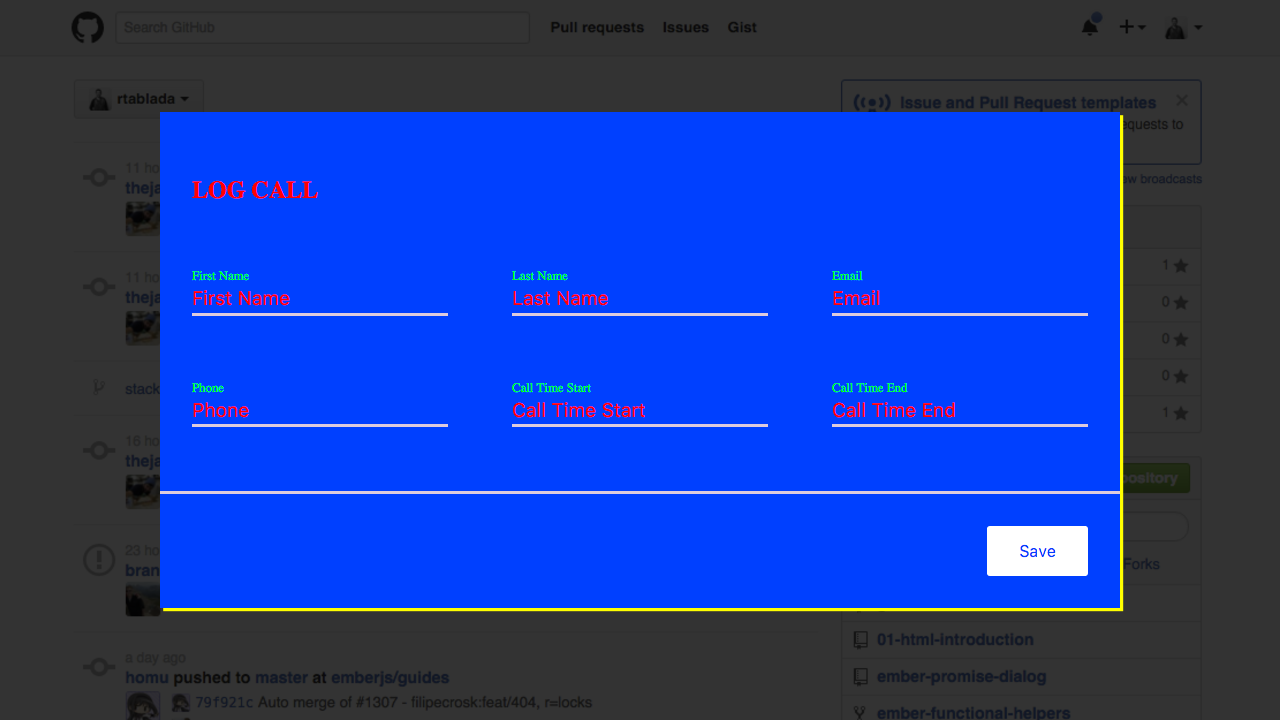 Search GitHub
Pull requests Issues Gist
rtablada
Issue and Pull Request templates
equests to
ew broadcasts
11 ho
theja
LOG CALL
11 ho
theja
First Name Last Name Email
First Name Last Name Email
1
0
0
0
1
stack
Phone Call Time Start Call Time End
Phone Call Time Start Call Time End
16 ho
theja
pository
Save
23 ho
bran
Forks
01-html-introduction
a day ago
homu pushed to master at emberjs/guides
ember-promise-dialog
79f921c Auto merge of #1307 - filipecrosk:feat/404, r=locks
ember-functional-helpers